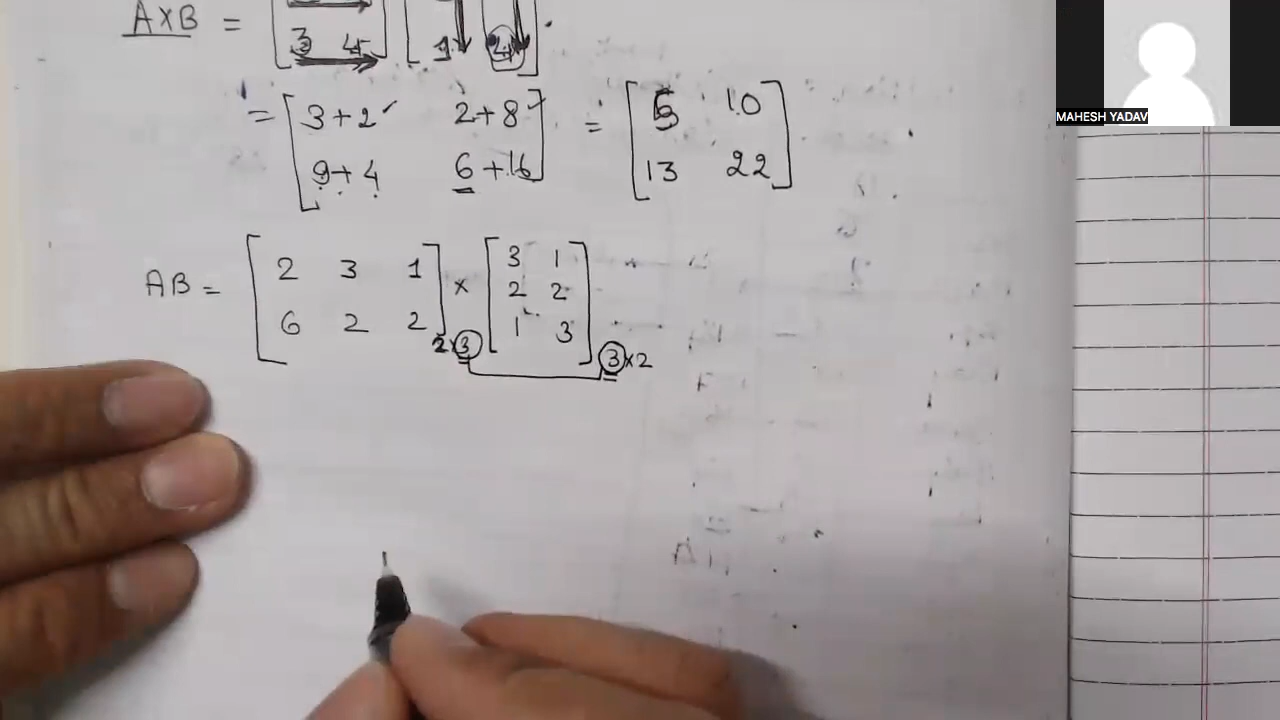 A×B = [ 3 4 ] [ 1 4 ]
= [ 3+2 2+8 ] = [ 5 10 ]
[ 9+4 6+16 ] [ 13 22 ]
AB = [ 2 3 1 ] × [ 3 1 ]
[ 2 2 ]
[ 6 2 2 ] 2×3 [ 1 3 ] 3×2
MAHESH YADAV